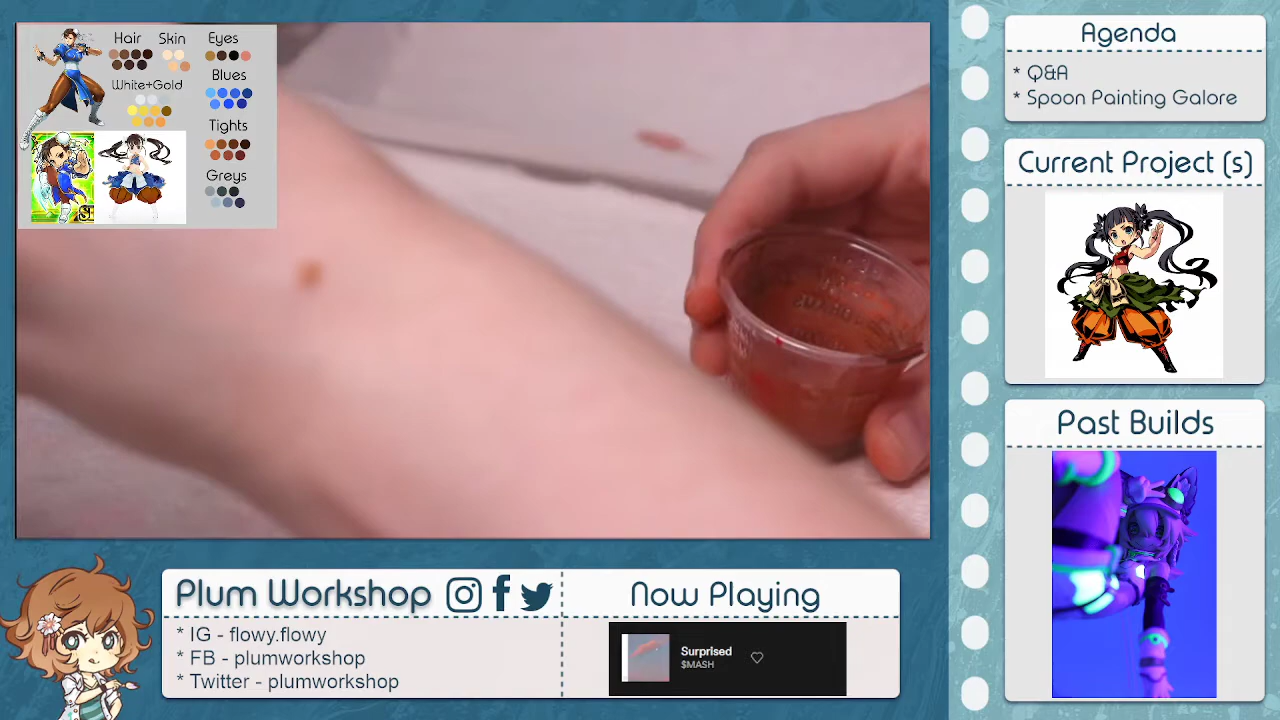 Hair Skin Eyes
White+Gold
Blues
Tights
Greys
Agenda
* Q&A
* Spoon Painting Galore
Current Project (s)
Past Builds
Plum Workshop
* IG - flowy.flowy
* FB - plumworkshop
* Twitter - plumworkshop
Now Playing
Surprised
$MASH